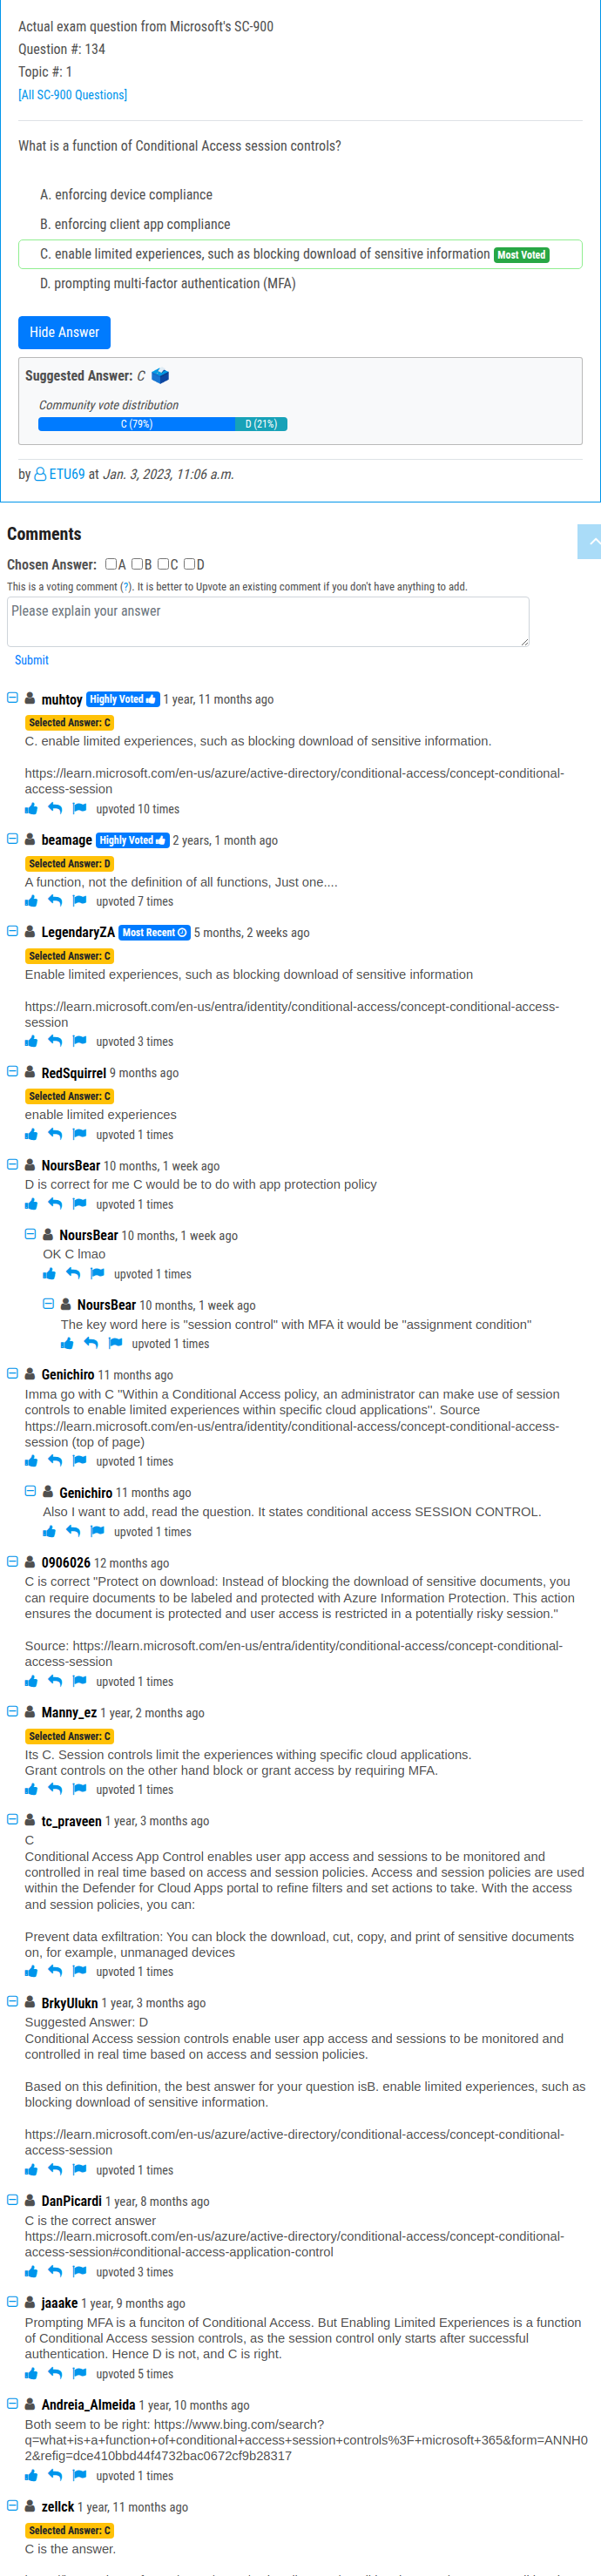 Actual exam question from Microsoft's SC-900
Question #: 134
Topic #: 1
[All SC-900 Questions]
What is a function of Conditional Access session controls?
A. enforcing device compliance
B. enforcing client app compliance
C. enable limited experiences, such as blocking download of sensitive information Most Voted
D. prompting multi-factor authentication (MFA)
Hide Answer
Suggested Answer: C
Community vote distribution
C (79%) D (21%)
by ETU69 at Jan. 3, 2023, 11:06 a.m.
Comments
Chosen Answer: A B C D
This is a voting comment (?). It is better to Upvote an existing comment if you don't have anything to add.
Please explain your answer
Submit
muhtoy Highly Voted 1 year, 11 months ago
Selected Answer: C
C. enable limited experiences, such as blocking download of sensitive information.
https://learn.microsoft.com/en-us/azure/active-directory/conditional-access/concept-conditional-
access-session
upvoted 10 times
beamage Highly Voted 2 years, 1 month ago
Selected Answer: D
A function, not the definition of all functions, Just one....
upvoted 7 times
LegendaryZA Most Recent 5 months, 2 weeks ago
Selected Answer: C
Enable limited experiences, such as blocking download of sensitive information
https://learn.microsoft.com/en-us/entra/identity/conditional-access/concept-conditional-access-
session
upvoted 3 times
RedSquirrel 9 months ago
Selected Answer: C
enable limited experiences
upvoted 1 times
NoursBear 10 months, 1 week ago
D is correct for me C would be to do with app protection policy
upvoted 1 times
NoursBear 10 months, 1 week ago
OK C lmao
upvoted 1 times
NoursBear 10 months, 1 week ago
The key word here is "session control" with MFA it would be "assignment condition"
upvoted 1 times
Genichiro 11 months ago
Imma go with C "Within a Conditional Access policy, an administrator can make use of session
controls to enable limited experiences within specific cloud applications". Source
https://learn.microsoft.com/en-us/entra/identity/conditional-access/concept-conditional-access-
session (top of page)
upvoted 1 times
Genichiro 11 months ago
Also I want to add, read the question. It states conditional access SESSION CONTROL.
upvoted 1 times
0906026 12 months ago
C is correct "Protect on download: Instead of blocking the download of sensitive documents, you
can require documents to be labeled and protected with Azure Information Protection. This action
ensures the document is protected and user access is restricted in a potentially risky session."
Source: https://learn.microsoft.com/en-us/entra/identity/conditional-access/concept-conditional-
access-session
upvoted 1 times
Manny_ez 1 year, 2 months ago
Selected Answer: C
Its C. Session controls limit the experiences withing specific cloud applications.
Grant controls on the other hand block or grant access by requiring MFA.
upvoted 1 times
tc_praveen 1 year, 3 months ago
C
Conditional Access App Control enables user app access and sessions to be monitored and
controlled in real time based on access and session policies. Access and session policies are used
within the Defender for Cloud Apps portal to refine filters and set actions to take. With the access
and session policies, you can:
Prevent data exfiltration: You can block the download, cut, copy, and print of sensitive documents
on, for example, unmanaged devices
upvoted 1 times
BrkyUlukn 1 year, 3 months ago
Suggested Answer: D
Conditional Access session controls enable user app access and sessions to be monitored and
controlled in real time based on access and session policies.
Based on this definition, the best answer for your question isB. enable limited experiences, such as
blocking download of sensitive information.
https://learn.microsoft.com/en-us/azure/active-directory/conditional-access/concept-conditional-
access-session
upvoted 1 times
DanPicardi 1 year, 8 months ago
C is the correct answer
https://learn.microsoft.com/en-us/azure/active-directory/conditional-access/concept-conditional-
access-session#conditional-access-application-control
upvoted 3 times
jaaake 1 year, 9 months ago
Prompting MFA is a funciton of Conditional Access. But Enabling Limited Experiences is a function
of Conditional Access session controls, as the session control only starts after successful
authentication. Hence D is not, and C is right.
upvoted 5 times
Andreia_Almeida 1 year, 10 months ago
Both seem to be right: https://www.bing.com/search?
q=what+is+a+function+of+conditional+access+session+controls%3F+microsoft+365&form=ANNH0
2&refig=dce410bbd44f4732bac0672cf9b28317
upvoted 1 times
zellck 1 year, 11 months ago
Selected Answer: C
C is the answer.